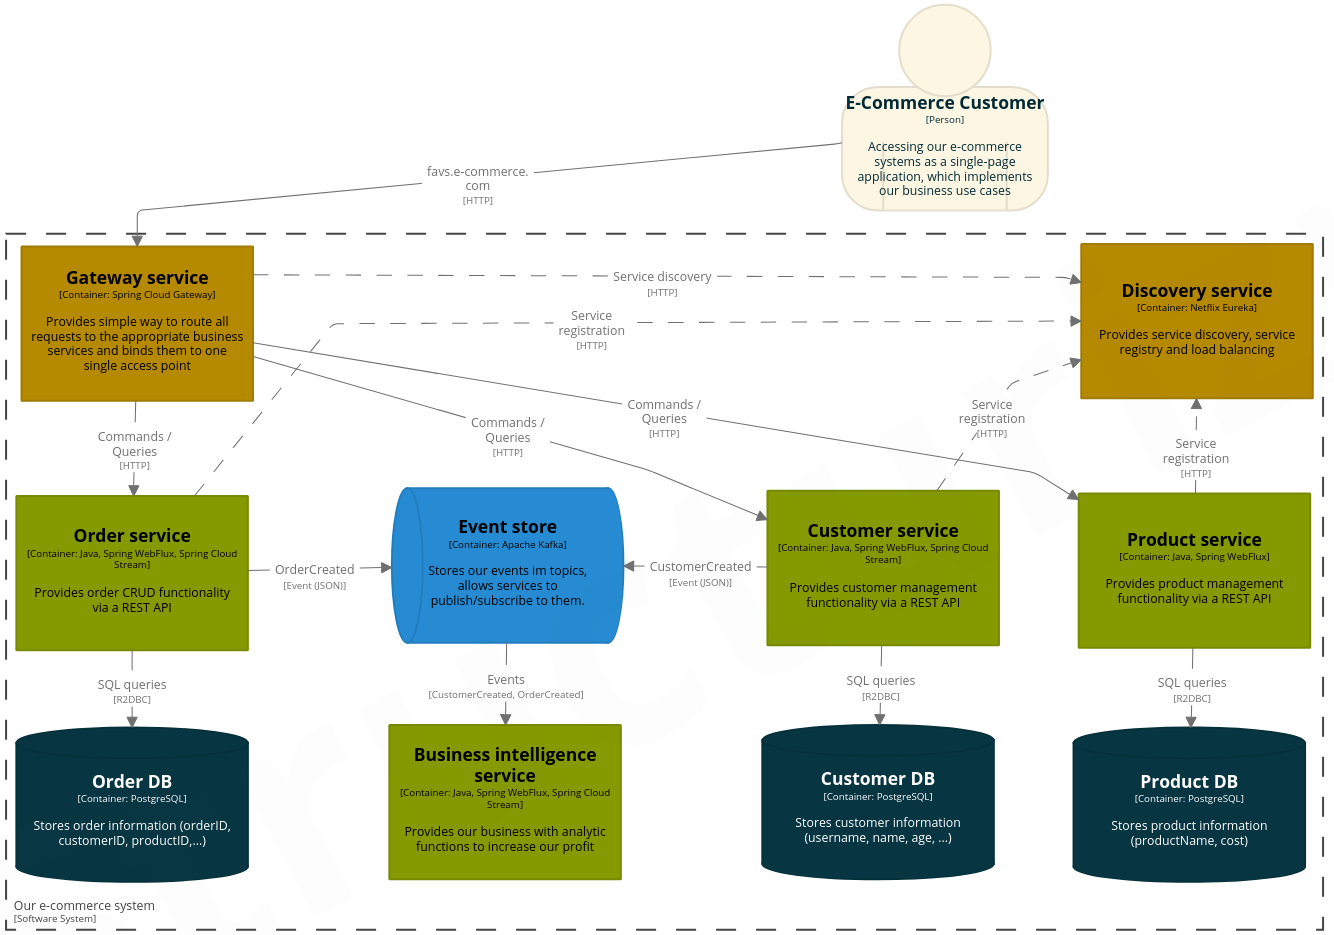 E-Commerce Customer
[Person]
Accessing our e-commerce
systems as a single-page
application, which implements
our business use cases
favs.e-commerce.
com
[HTTP]
Gateway service
[Container: Spring Cloud Gateway]
Provides simple way to route all
requests to the appropriate business
services and binds them to one
single access point
Service discovery
[HTTP]
Service
registration
[HTTP]
Discovery service
[Container: Netflix Eureka]
Provides service discovery, service
registry and load balancing
Commands /
Queries
[HTTP]
Commands /
Queries
[HTTP]
Commands /
Queries
[HTTP]
Service
registration
[HTTP]
Service
registration
[HTTP]
Order service
[Container: Java, Spring WebFlux, Spring Cloud
Stream]
Provides order CRUD functionality
via a REST API
OrderCreated
[Event (JSON)]
Event store
[Container: Apache Kafka]
Stores our events im topics,
allows services to
publish/subscribe to them.
CustomerCreated
[Event (JSON)]
Customer service
[Container: Java, Spring WebFlux, Spring Cloud
Stream]
Provides customer management
functionality via a REST API
Product service
[Container: Java, Spring WebFlux]
Provides product management
functionality via a REST API
SQL queries
[R2DBC]
Events
[CustomerCreated, OrderCreated]
SQL queries
[R2DBC]
SQL queries
[R2DBC]
Order DB
[Container: PostgreSQL]
Stores order information (orderID,
customerID, productID,...)
Business intelligence
service
[Container: Java, Spring WebFlux, Spring Cloud
Stream]
Provides our business with analytic
functions to increase our profit
Customer DB
[Container: PostgreSQL]
Stores customer information
(username, name, age, ...)
Product DB
[Container: PostgreSQL]
Stores product information
(productName, cost)
Our e-commerce system
[Software System]